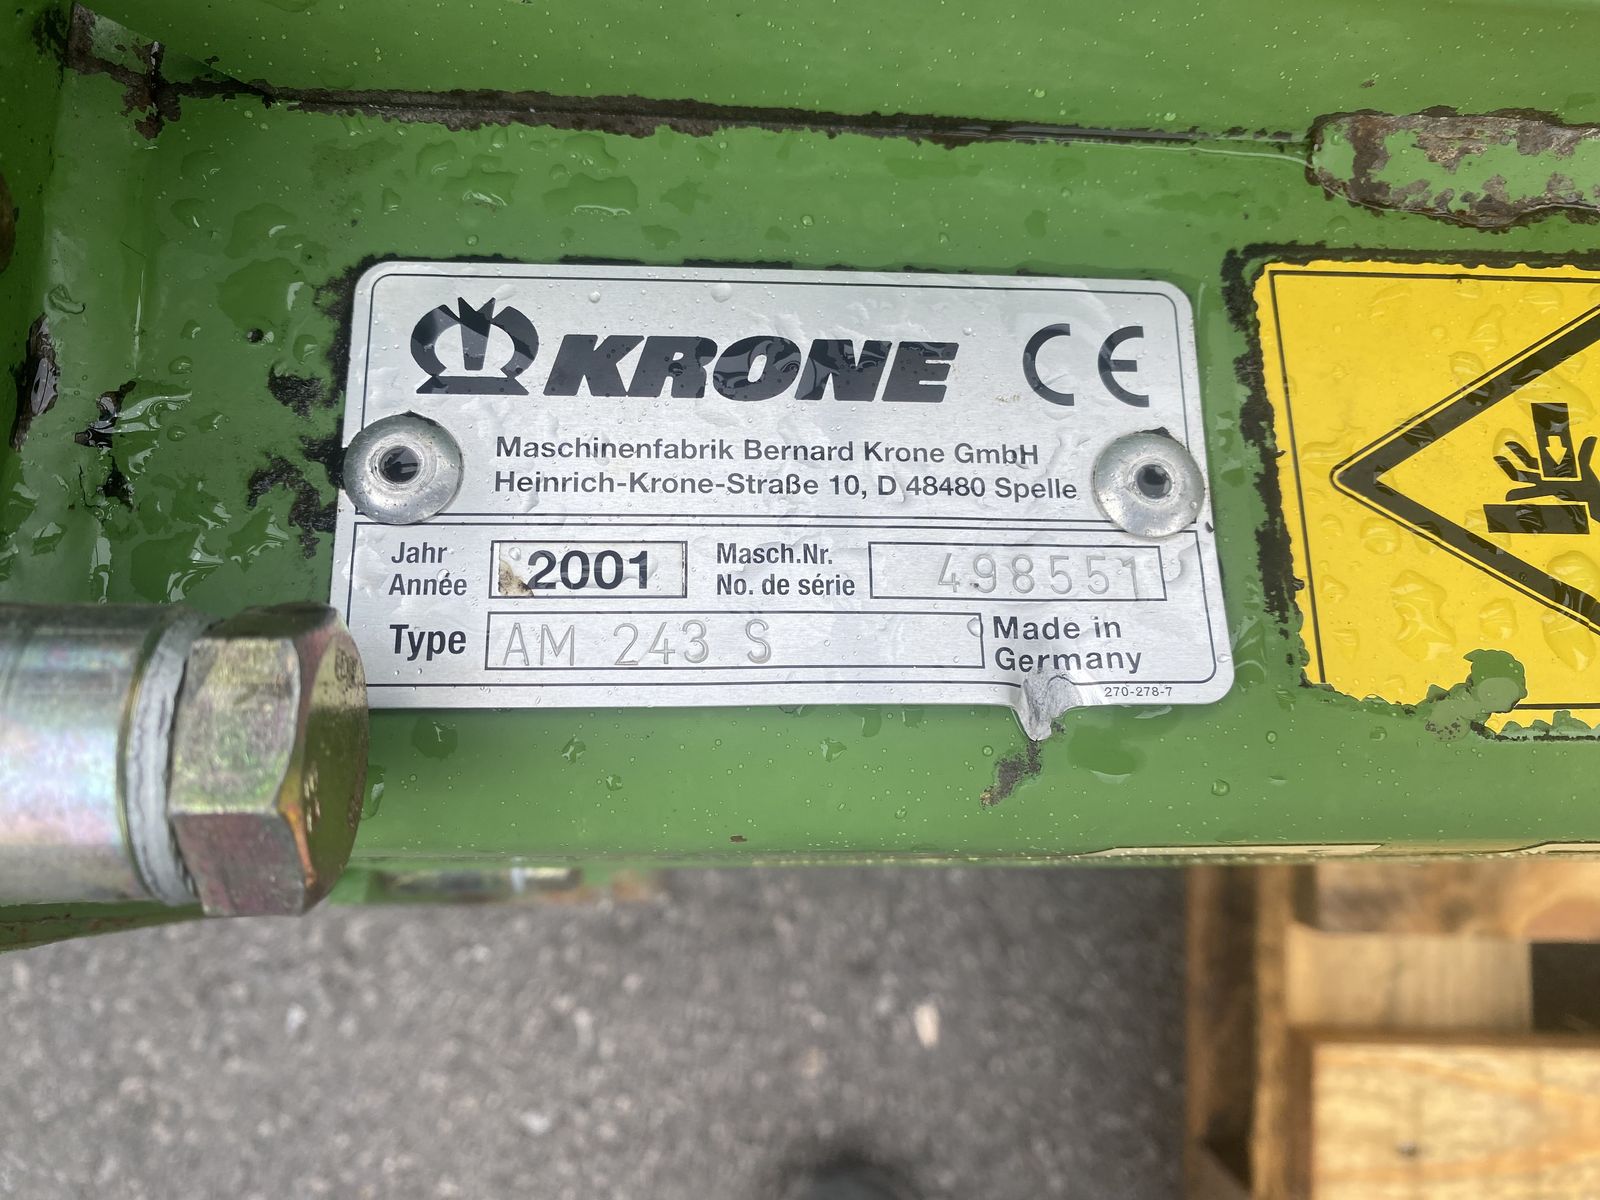 KRONE CE
Maschinenfabrik Bernard Krone GmbH
Heinrich-Krone-Straße 10, D 48480 Spelle
Jahr
Année
2001
Masch.Nr.
No. de série
498551
Type
AM 243 S
Made in
Germany
270-278-7